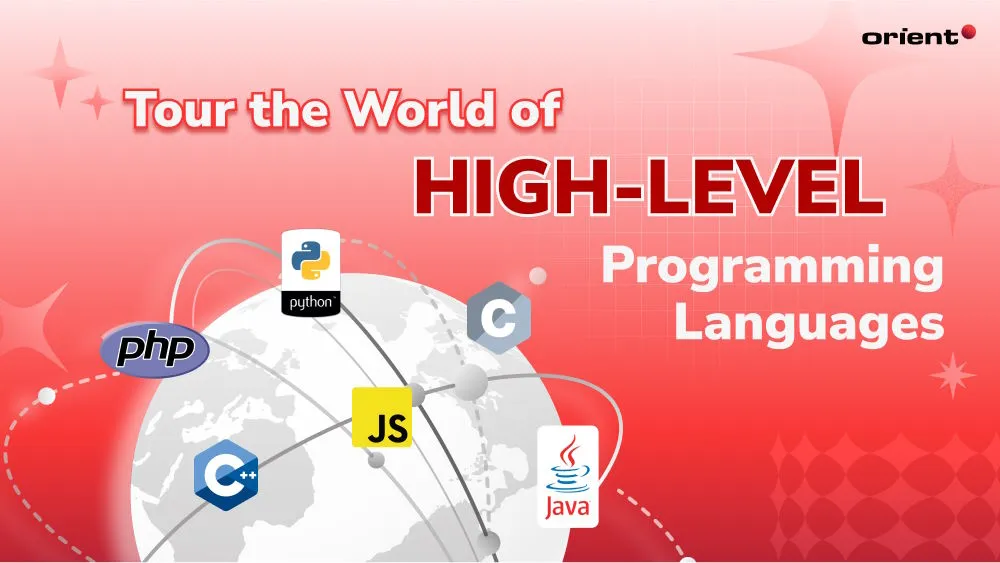 orient
Tour the World of
HIGH-LEVEL
Programming
Languages
python
php
C
JS
C++
Java